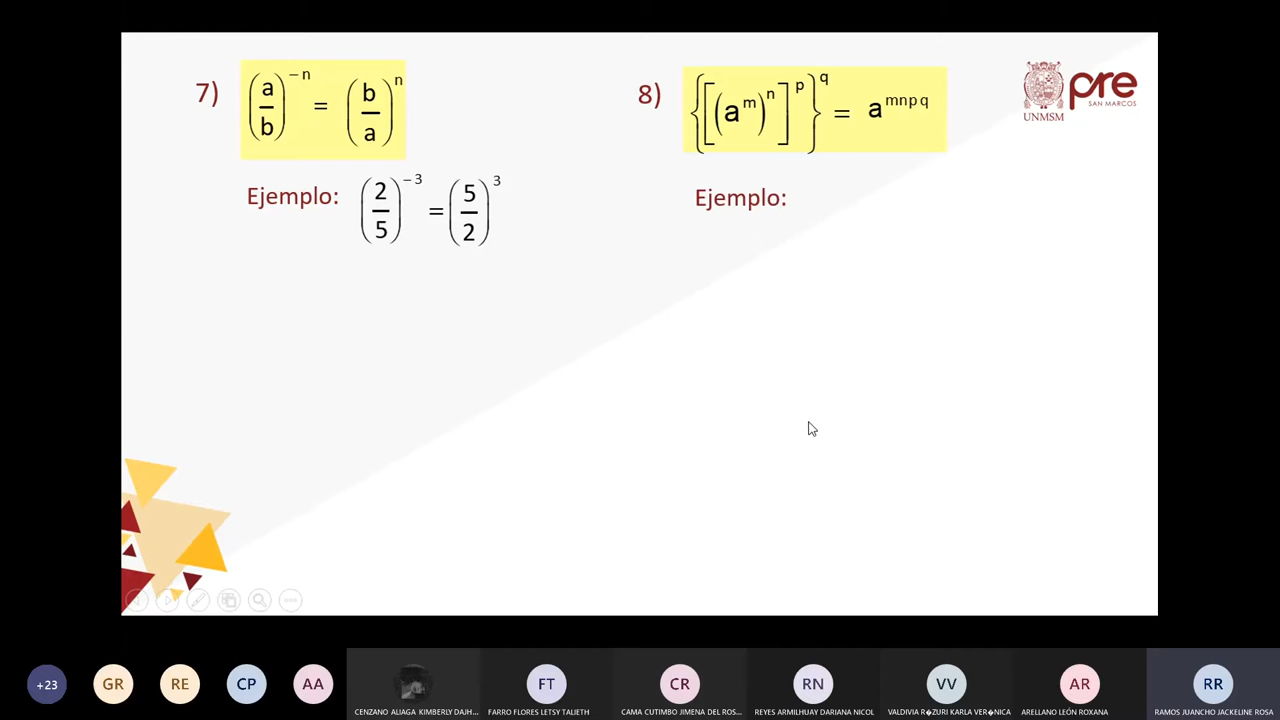 7) (a/b)⁻ⁿ = (b/a)ⁿ
Ejemplo: (2/5)⁻³ = (5/2)³
8) {[(aᵐ)ⁿ]ᵖ}^q = a^mnpq
Ejemplo:
UNMSM
pre
SAN MARCOS
+23
GR
RE
CP
AA
CENZANO ALIAGA KIMBERLY DAJH...
FT
FARRO FLORES LETSY TALIETH
CR
CAMA CUTIMBO JIMENA DEL ROS...
RN
REYES ARMILHUAY DARIANA NICOL
VV
VALDIVIA R�ZURI KARLA VER�NICA
AR
ARELLANO LEÓN ROXANA
RR
RAMOS JUANCHO JACKELINE ROSA